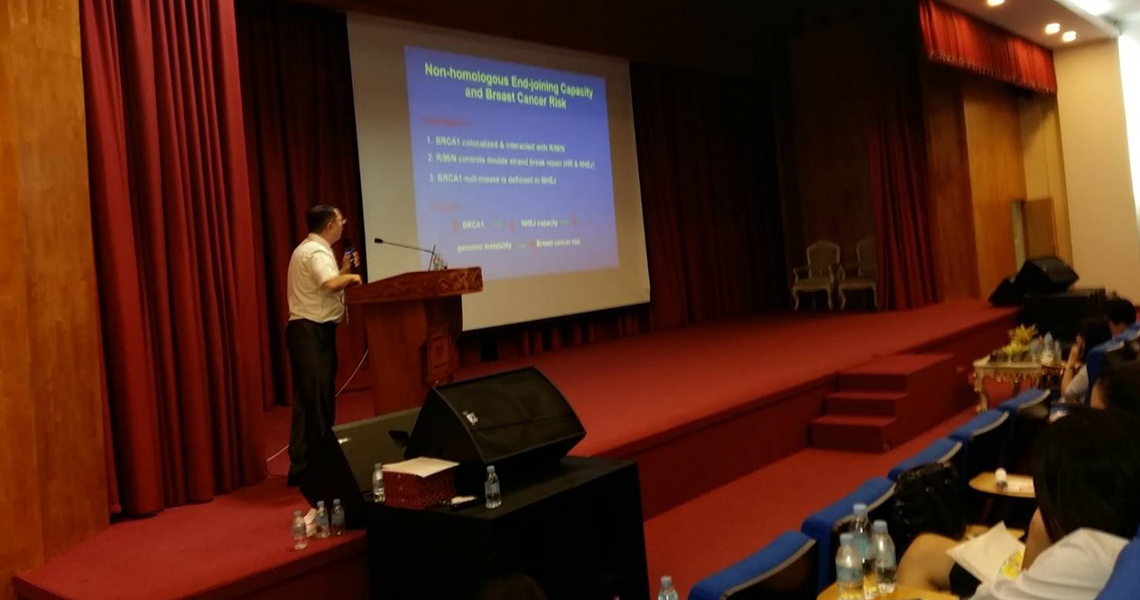 Non-homologous End-joining Capacity
and Breast Cancer Risk
1. BRCA1 colocalized & interacted with R/M/N
2. R/M/N controls double strand break repair (HR & NHEJ)
3. BRCA1-null mouse is deficient in NHEJ
BRCA1 NHEJ capacity
genomic instability Breast cancer risk